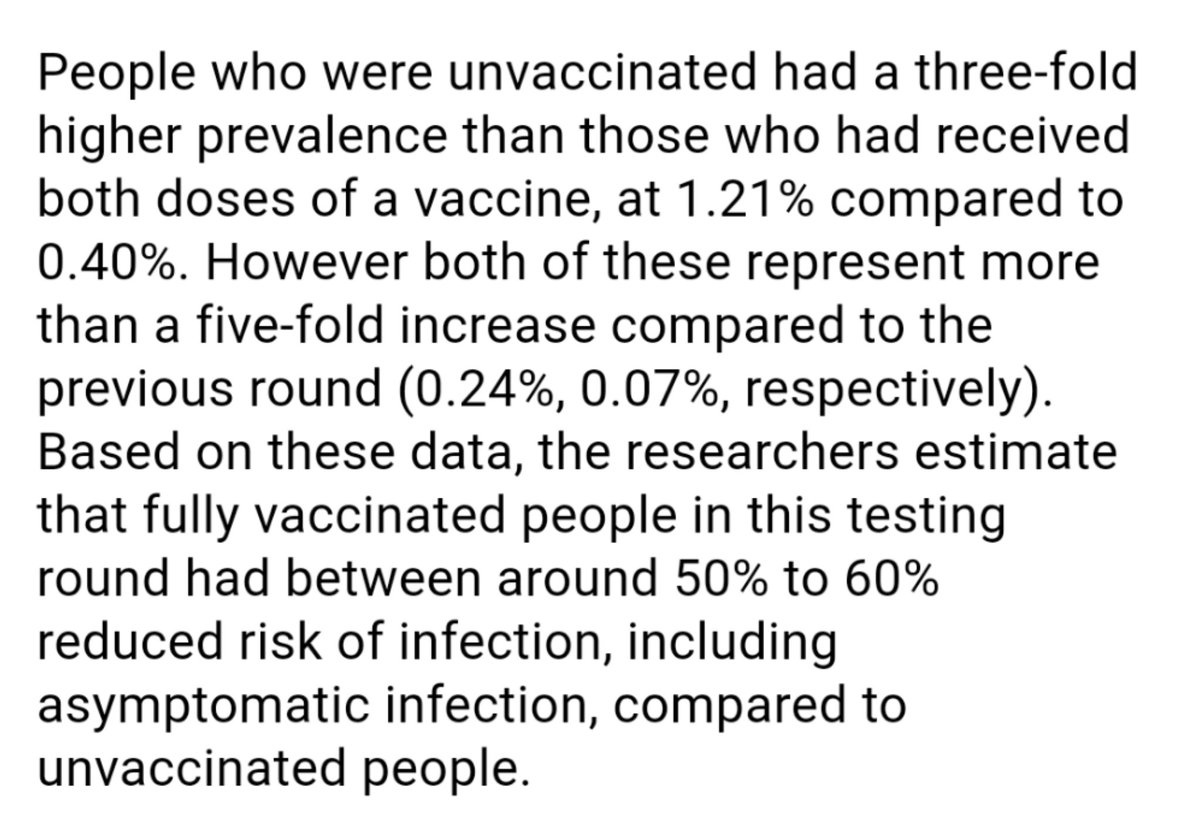 People who were unvaccinated had a three-fold
higher prevalence than those who had received
both doses of a vaccine, at 1.21% compared to
0.40%. However both of these represent more
than a five-fold increase compared to the
previous round (0.24%, 0.07%, respectively).
Based on these data, the researchers estimate
that fully vaccinated people in this testing
round had between around 50% to 60%
reduced risk of infection, including
asymptomatic infection, compared to
unvaccinated people.